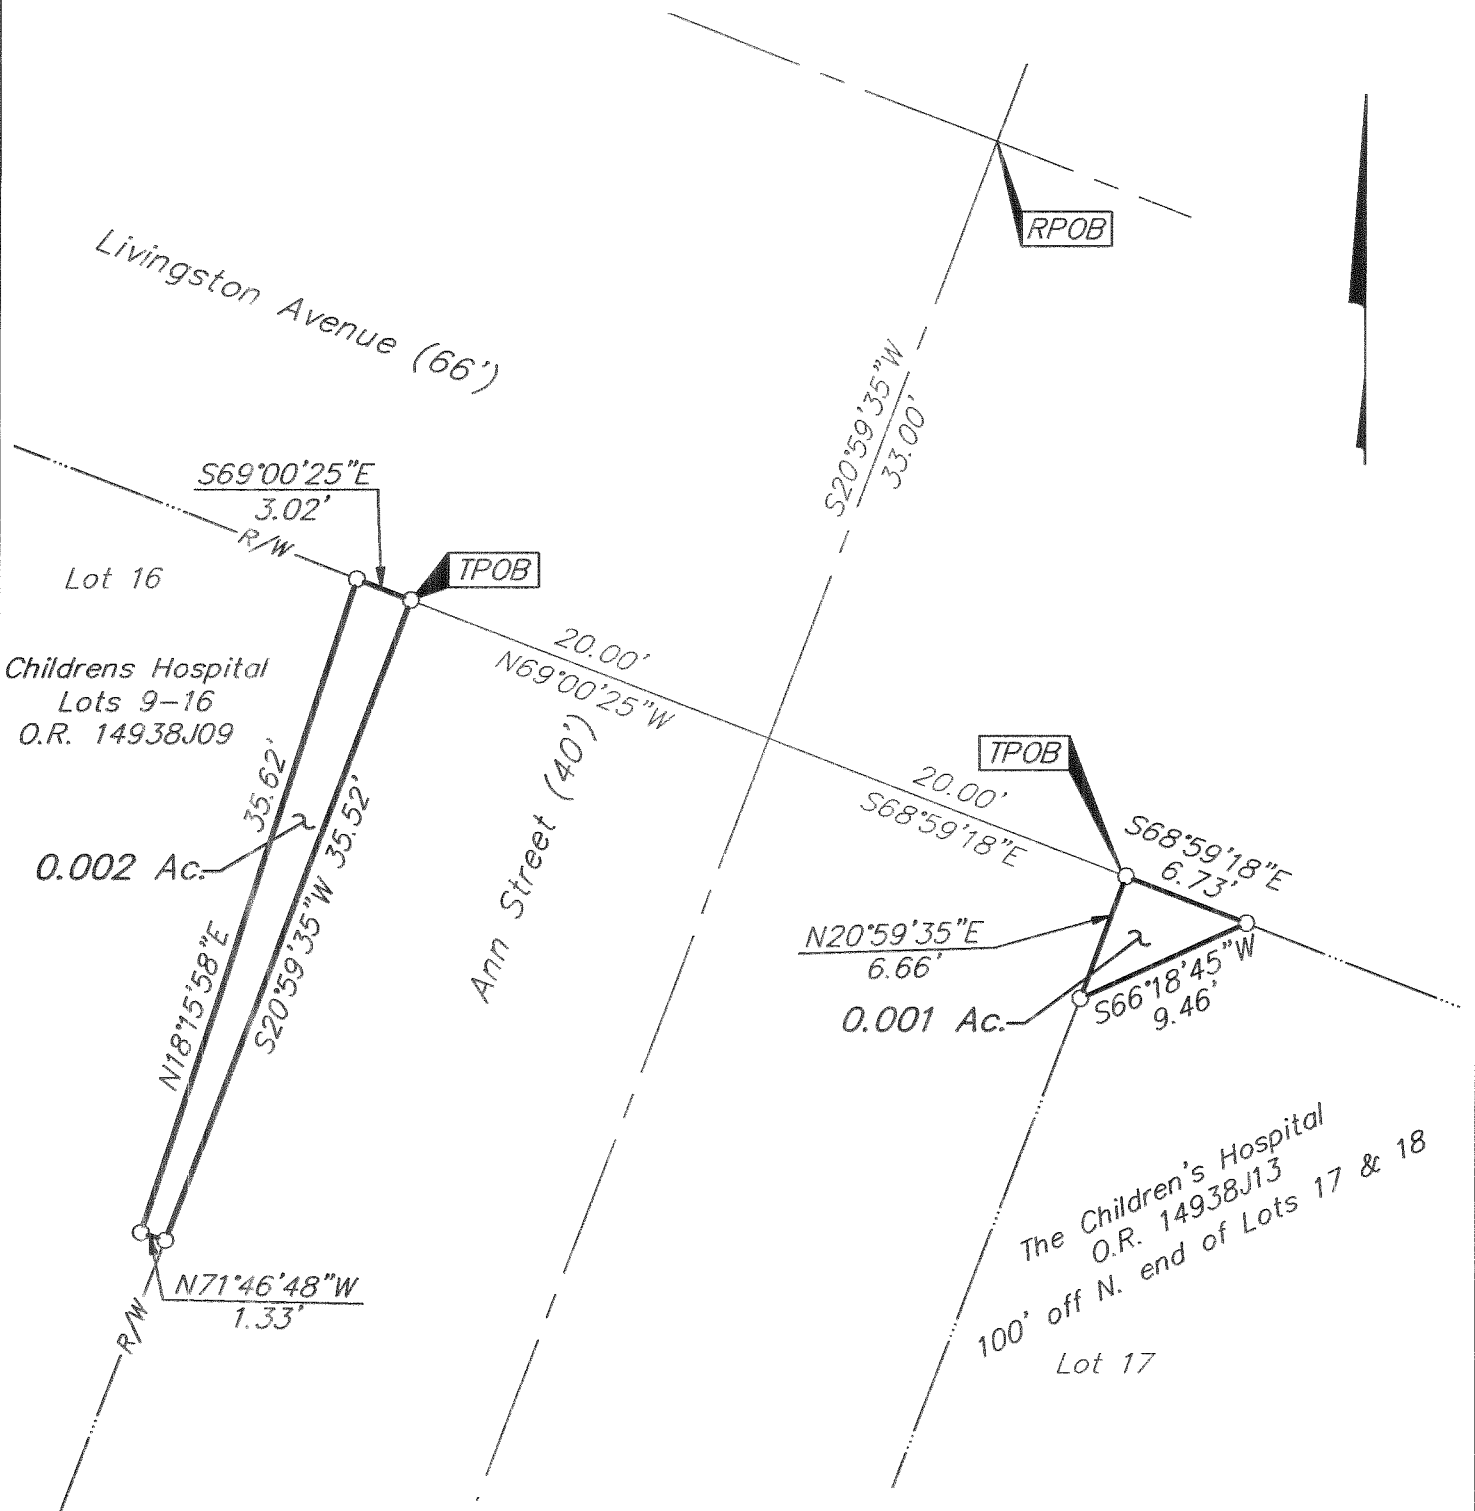 RPOB
Livingston Avenue (66')
S20°59'35"W
33.00'
S69°00'25"E
3.02'
R/W
TPOB
Lot 16
Childrens Hospital
Lots 9-16
O.R. 14938J09
20.00'
N69°00'25"W
TPOB
20.00'
S68°59'18"E
S68°59'18"E
6.73'
35.62'
N18°15'58"E
S20°59'35"W 35.52'
0.002 Ac.
Ann Street (40')
N20°59'35"E
6.66'
0.001 Ac.
S66°18'45"W
9.46'
The Children's Hospital
O.R. 14938J13
100' off N. end of Lots 17 & 18
Lot 17
N71°46'48"W
1.33'
R/W